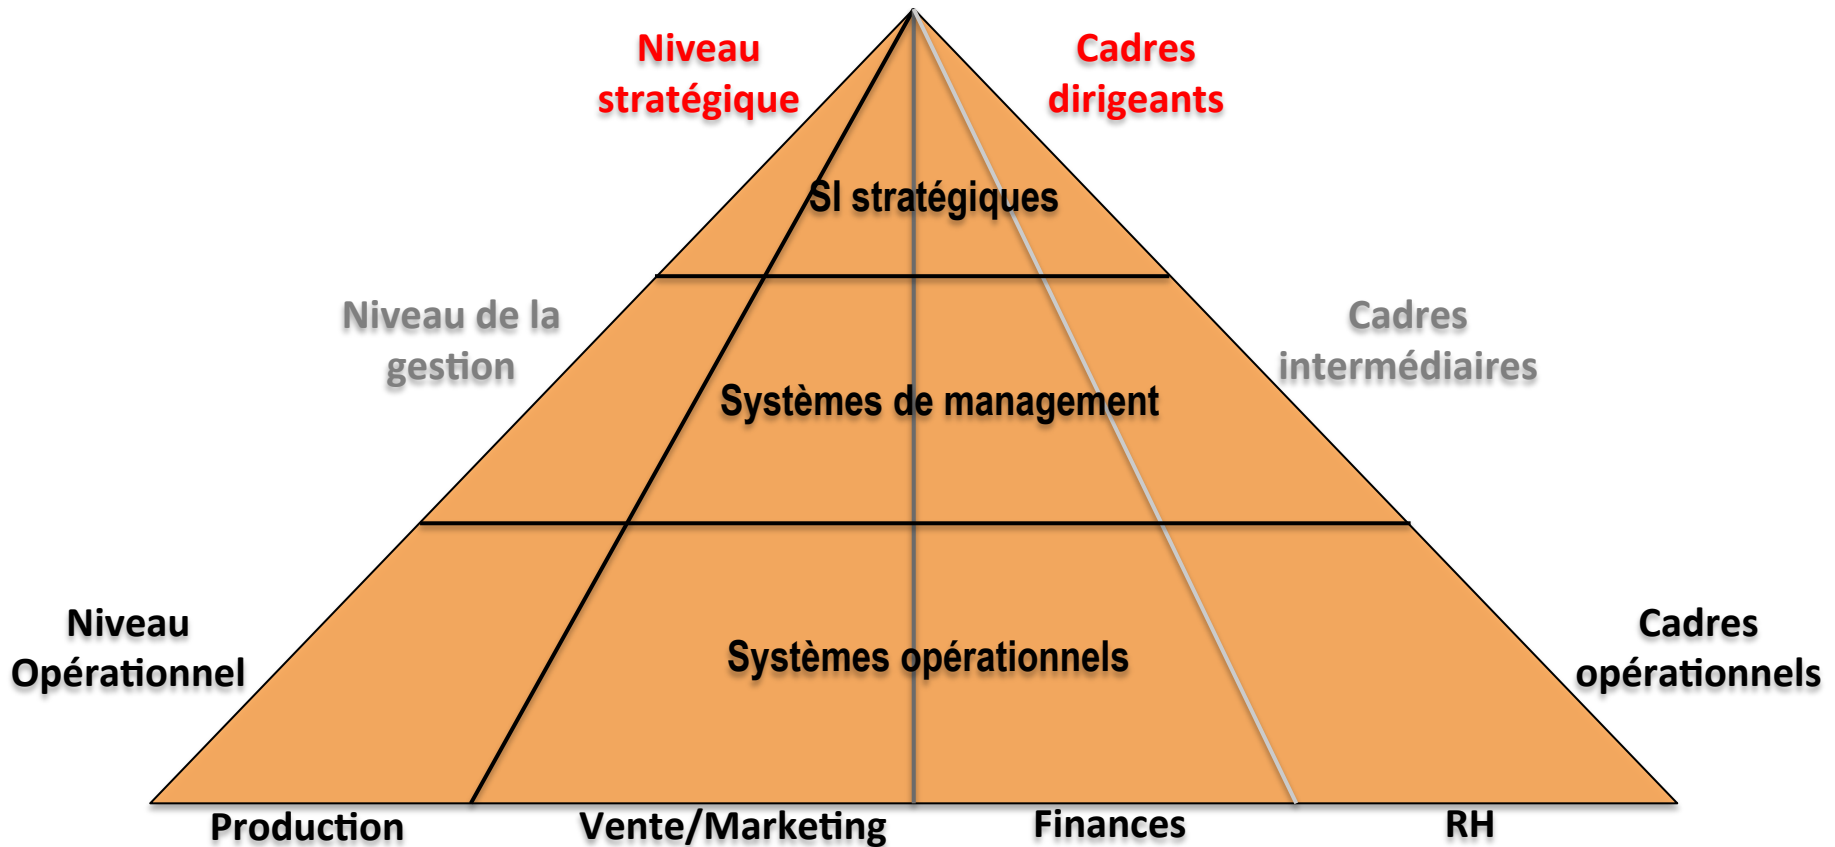 Niveau
stratégique
Cadres
dirigeants
SI stratégiques
Niveau de la
gestion
Cadres
intermédiaires
Systèmes de management
Niveau
Opérationnel
Cadres
opérationnels
Systèmes opérationnels
Production
Vente/Marketing
Finances
RH